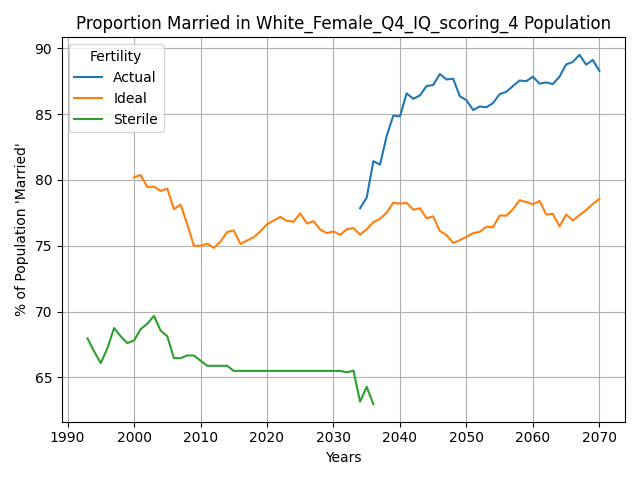 Proportion Married in White_Female_Q4_IQ_scoring_4 Population
% of Population 'Married'
90
85
80
75
70
65
Fertility
Actual
Ideal
Sterile
1990 2000 2010 2020 2030 2040 2050 2060 2070
Years